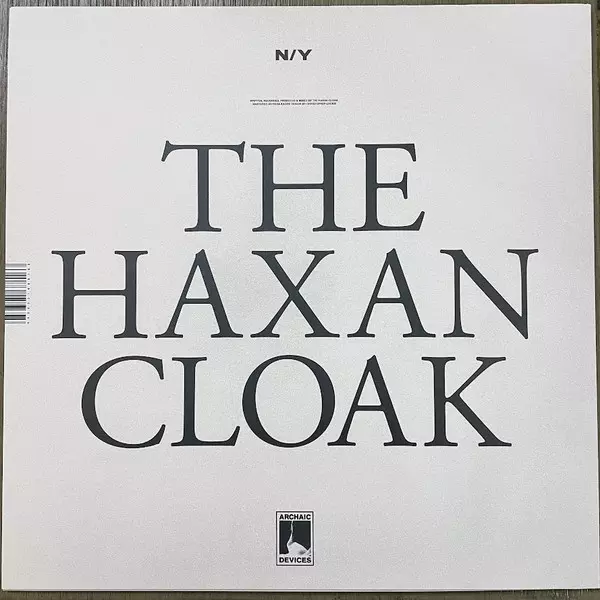 N/Y
THE
HAXAN
CLOAK
ARCHAIC
DEVICES